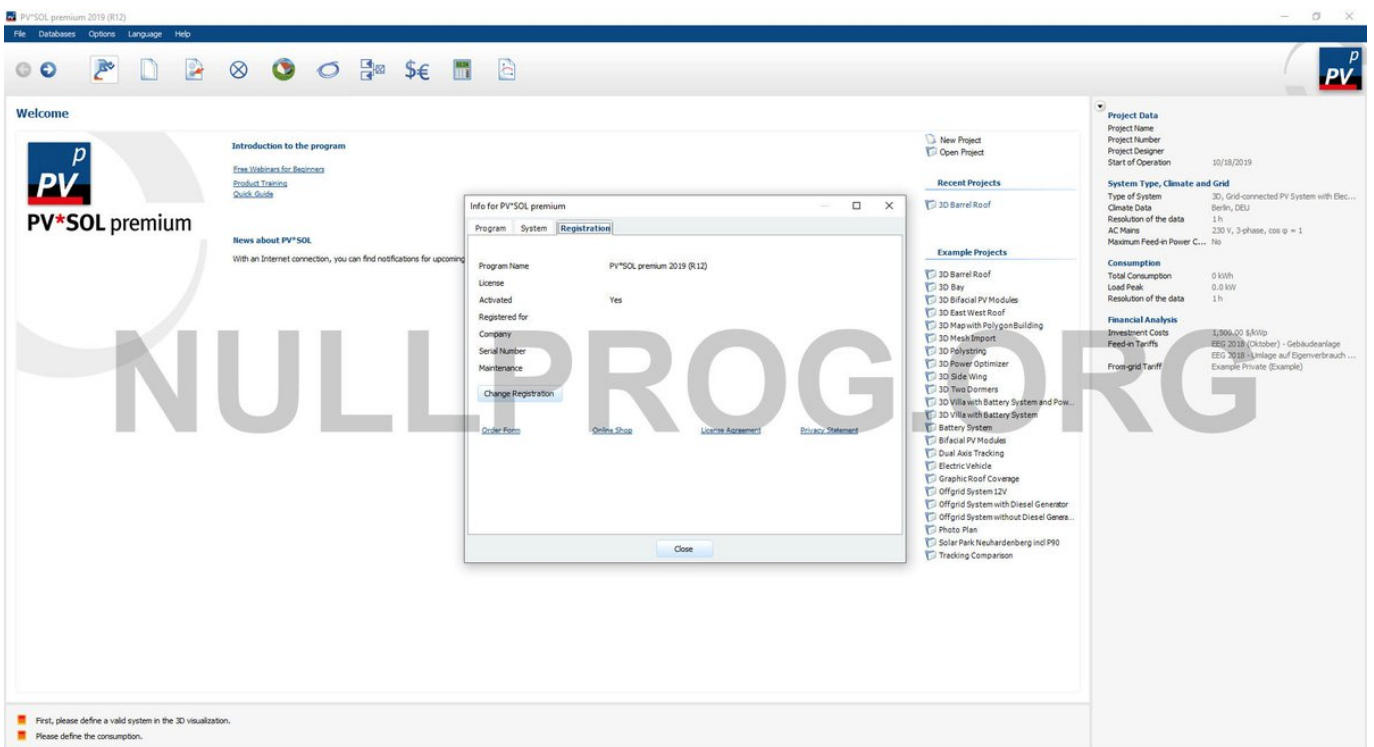 PV*SOL premium 2019 (R12)
File Databases Options Language Help
$€
p
PV
Welcome
p
PV
PV*SOL premium
Introduction to the program
Free Webinars for Beginners
Product Training
Quick Guide
News about PV*SOL
With an Internet connection, you can find notifications for upcoming
New Project
Open Project
Recent Projects
3D Barrel Roof
Example Projects
3D Barrel Roof
3D Bay
3D Bifacial PV Modules
3D East West Roof
3D Map with Polygon Building
3D Mesh Import
3D Polystring
3D Power Optimizer
3D Side Wing
3D Two Dormers
3D Villa with Battery System and Pow...
3D Villa with Battery System
Battery System
Bifacial PV Modules
Dual Axis Tracking
Electric Vehicle
Graphic Roof Coverage
Offgrid System 12V
Offgrid System with Diesel Generator
Offgrid System without Diesel Genera...
Photo Plan
Solar Park Neuhardenberg incl P90
Tracking Comparison
Info for PV*SOL premium
Program System Registration
Program Name PV*SOL premium 2019 (R12)
License
Activated Yes
Registered for
Company
Serial Number
Maintenance
Change Registration
Order Form Online Shop License Agreement Privacy Statement
Close
Project Data
Project Name
Project Number
Project Designer
Start of Operation 10/18/2019
System Type, Climate and Grid
Type of System 3D, Grid-connected PV System with Elec...
Climate Data Berlin, DEU
Resolution of the data 1 h
AC Mains 230 V, 3-phase, cos φ = 1
Maximum Feed-in Power C... No
Consumption
Total Consumption 0 kWh
Load Peak 0.0 kW
Resolution of the data 1 h
Financial Analysis
Investment Costs 1,500.00 $/kWp
Feed-in Tariffs EEG 2018 (Oktober) - Gebäudeanlage
EEG 2018 - Umlage auf Eigenverbrauch ...
From-grid Tariff Example Private (Example)
NULLPROG.ORG
First, please define a valid system in the 3D visualization.
Please define the consumption.